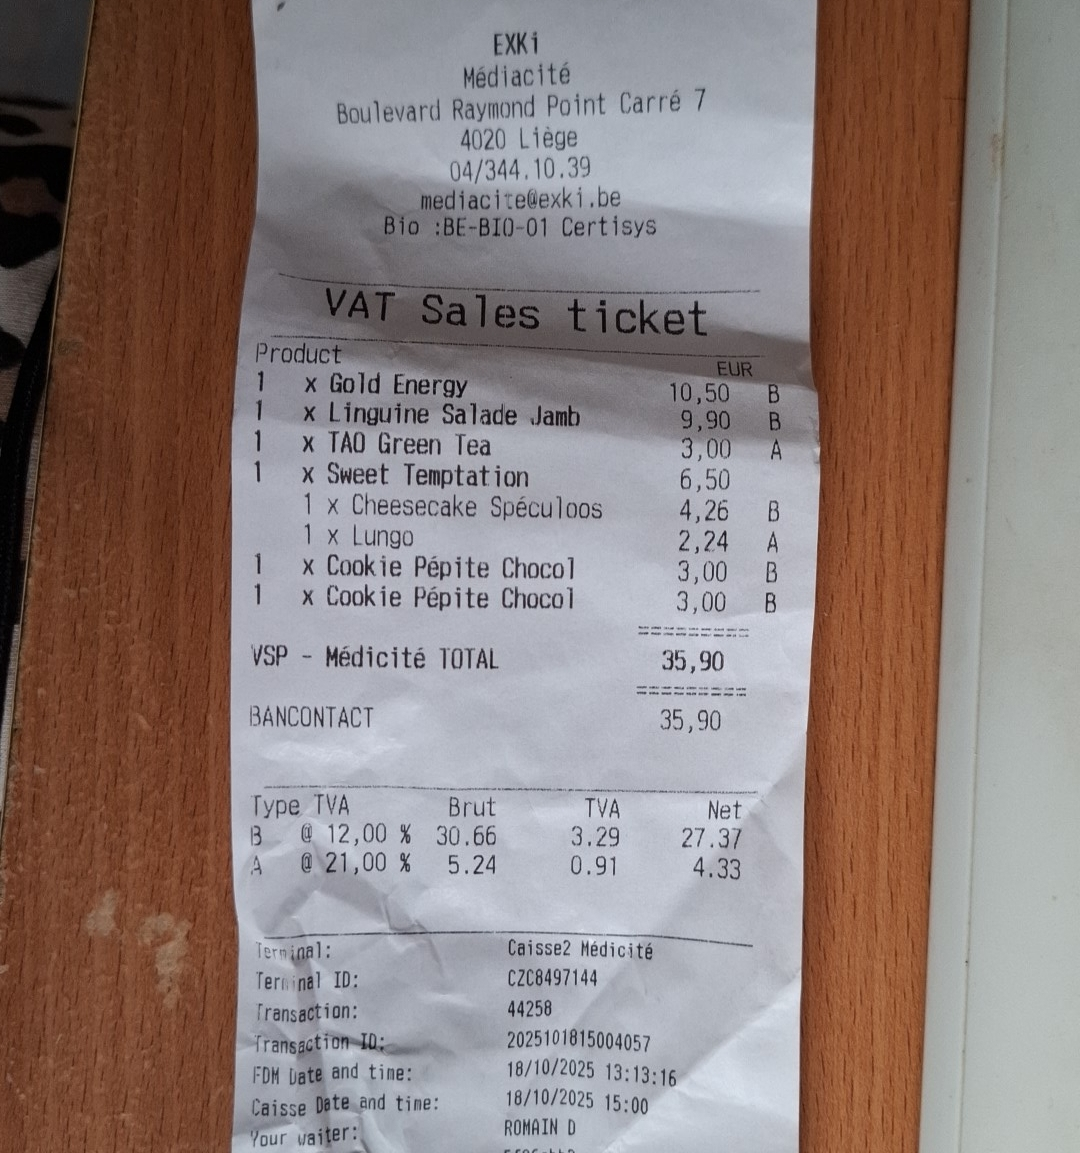 EXKi
Médiacité
Boulevard Raymond Point Carré 7
4020 Liège
04/344.10.39
mediacite@exki.be
Bio :BE-BIO-01 Certisys
VAT Sales ticket
Product EUR
1 x Gold Energy 10,50 B
1 x Linguine Salade Jamb 9,90 B
1 x TAO Green Tea 3,00 A
1 x Sweet Temptation 6,50
1 x Cheesecake Spéculoos 4,26 B
1 x Lungo 2,24 A
1 x Cookie Pépite Chocol 3,00 B
1 x Cookie Pépite Chocol 3,00 B
VSP - Médicité TOTAL 35,90
BANCONTACT 35,90
Type TVA Brut TVA Net
B @ 12,00 % 30.66 3.29 27.37
A @ 21,00 % 5.24 0.91 4.33
Terminal: Caisse2 Médicité
Terminal ID: CZC8497144
Transaction: 44258
Transaction ID: 2025101815004057
FDM Date and time: 18/10/2025 13:13:16
Caisse Date and time: 18/10/2025 15:00
Your waiter: ROMAIN D